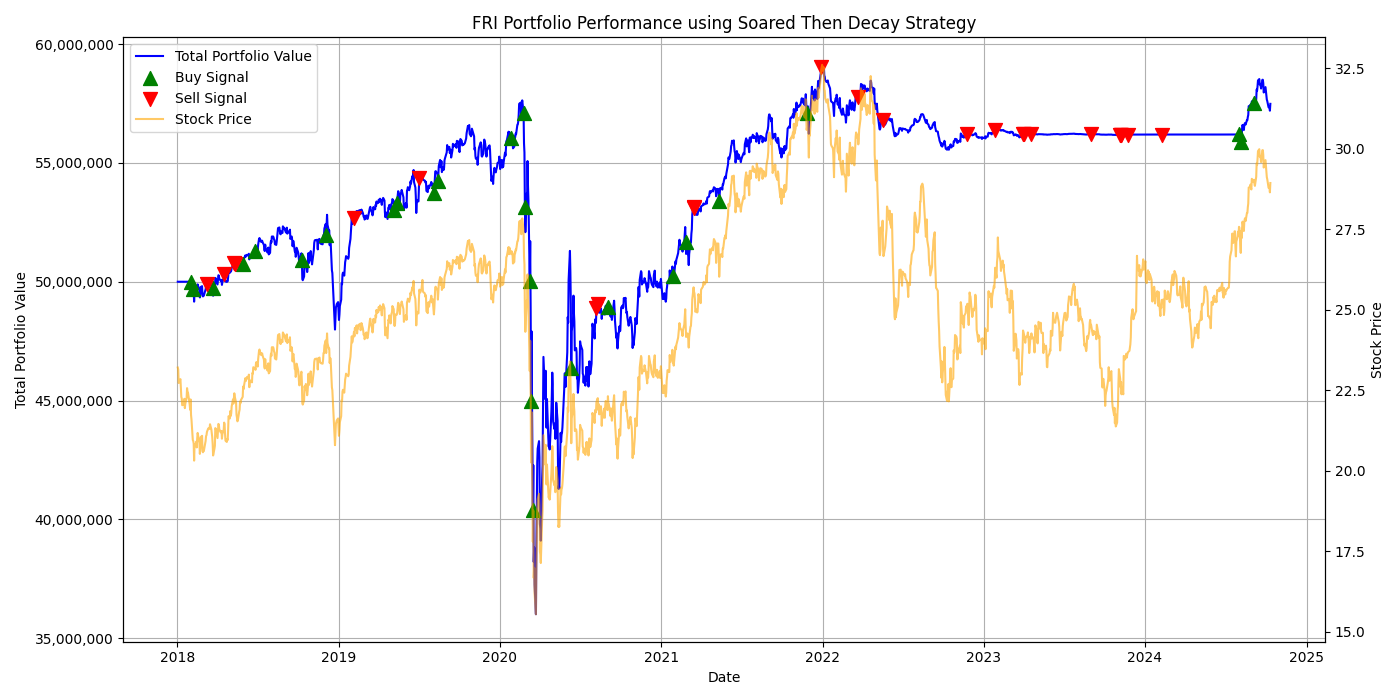 FRI Portfolio Performance using Soared Then Decay Strategy
Total Portfolio Value
Buy Signal
Sell Signal
Stock Price
60,000,000
55,000,000
50,000,000
45,000,000
40,000,000
35,000,000
Total Portfolio Value
32.5
30.0
27.5
25.0
22.5
20.0
17.5
15.0
Stock Price
2018 2019 2020 2021 2022 2023 2024 2025
Date